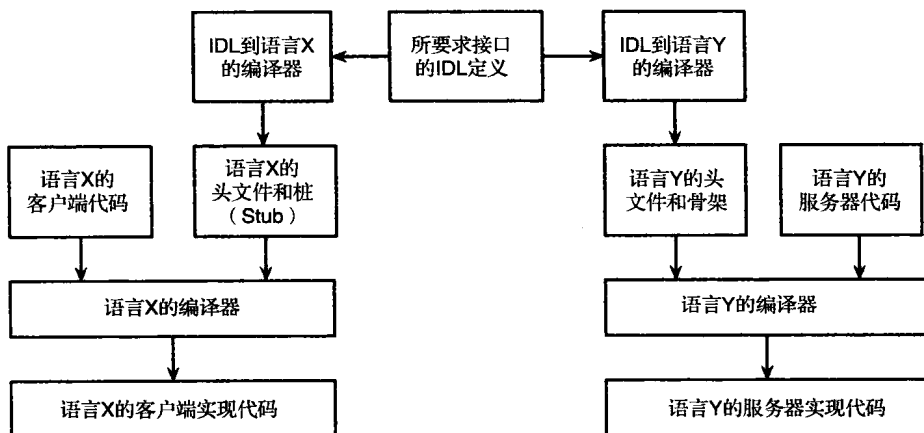 IDL到语言X
的编译器
所要求接口
的IDL定义
IDL到语言Y
的编译器
语言X的
客户端代码
语言X的
头文件和桩
（Stub）
语言Y的头
文件和骨架
语言Y的
服务器代码
语言X的编译器
语言Y的编译器
语言X的客户端实现代码
语言Y的服务器实现代码